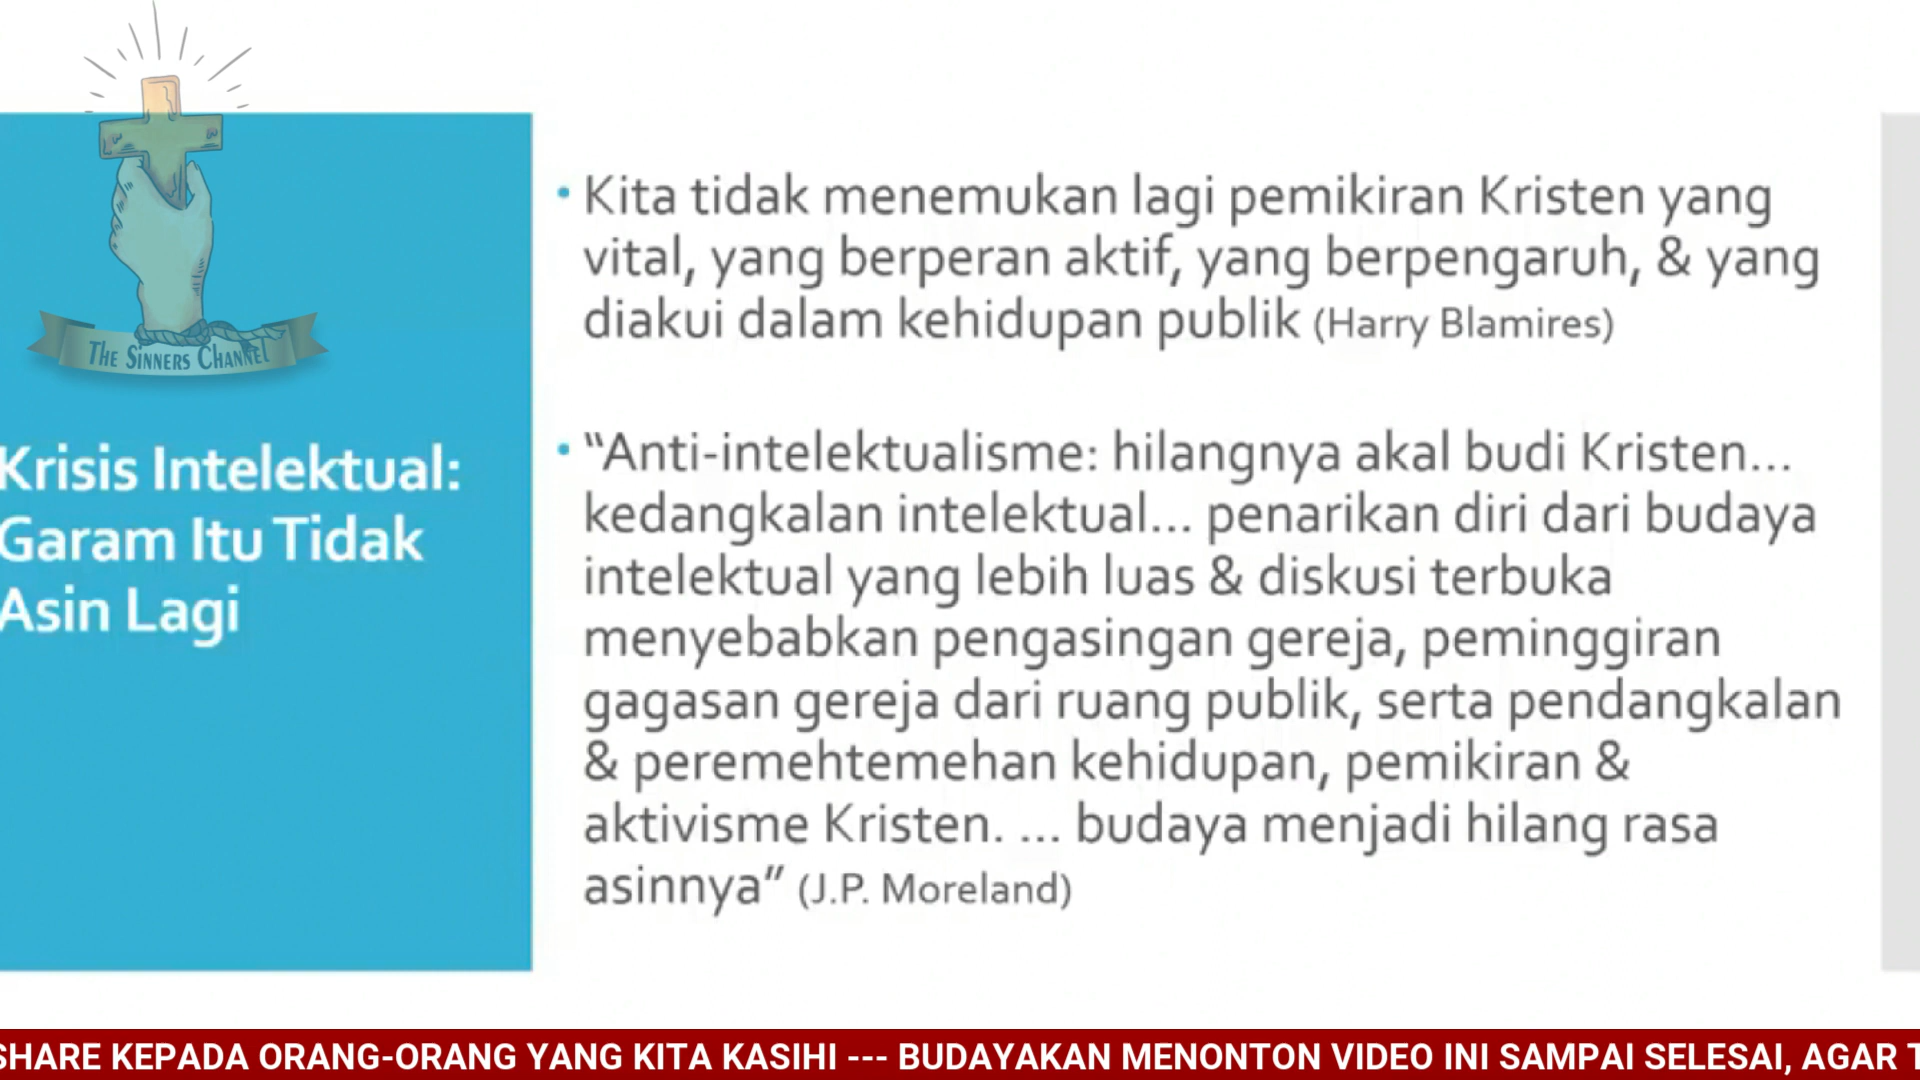 THE SINNERS CHANNEL
Krisis Intelektual:
Garam Itu Tidak
Asin Lagi
• Kita tidak menemukan lagi pemikiran Kristen yang
vital, yang berperan aktif, yang berpengaruh, & yang
diakui dalam kehidupan publik (Harry Blamires)
• “Anti-intelektualisme: hilangnya akal budi Kristen...
kedangkalan intelektual... penarikan diri dari budaya
intelektual yang lebih luas & diskusi terbuka
menyebabkan pengasingan gereja, peminggiran
gagasan gereja dari ruang publik, serta pendangkalan
& peremehtemehan kehidupan, pemikiran &
aktivisme Kristen. ... budaya menjadi hilang rasa
asinnya” (J.P. Moreland)
SHARE KEPADA ORANG-ORANG YANG KITA KASIHI --- BUDAYAKAN MENONTON VIDEO INI SAMPAI SELESAI, AGAR